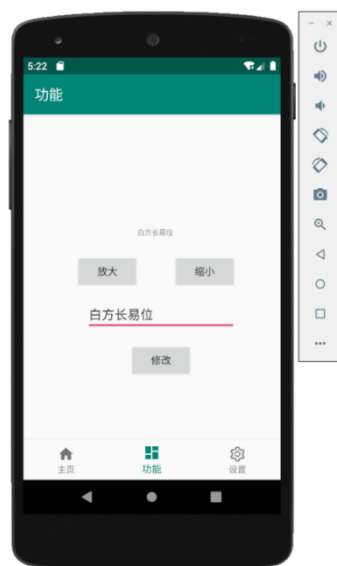 5:22
功能
白方长易位
放大 缩小
白方长易位
修改
主页 功能 设置